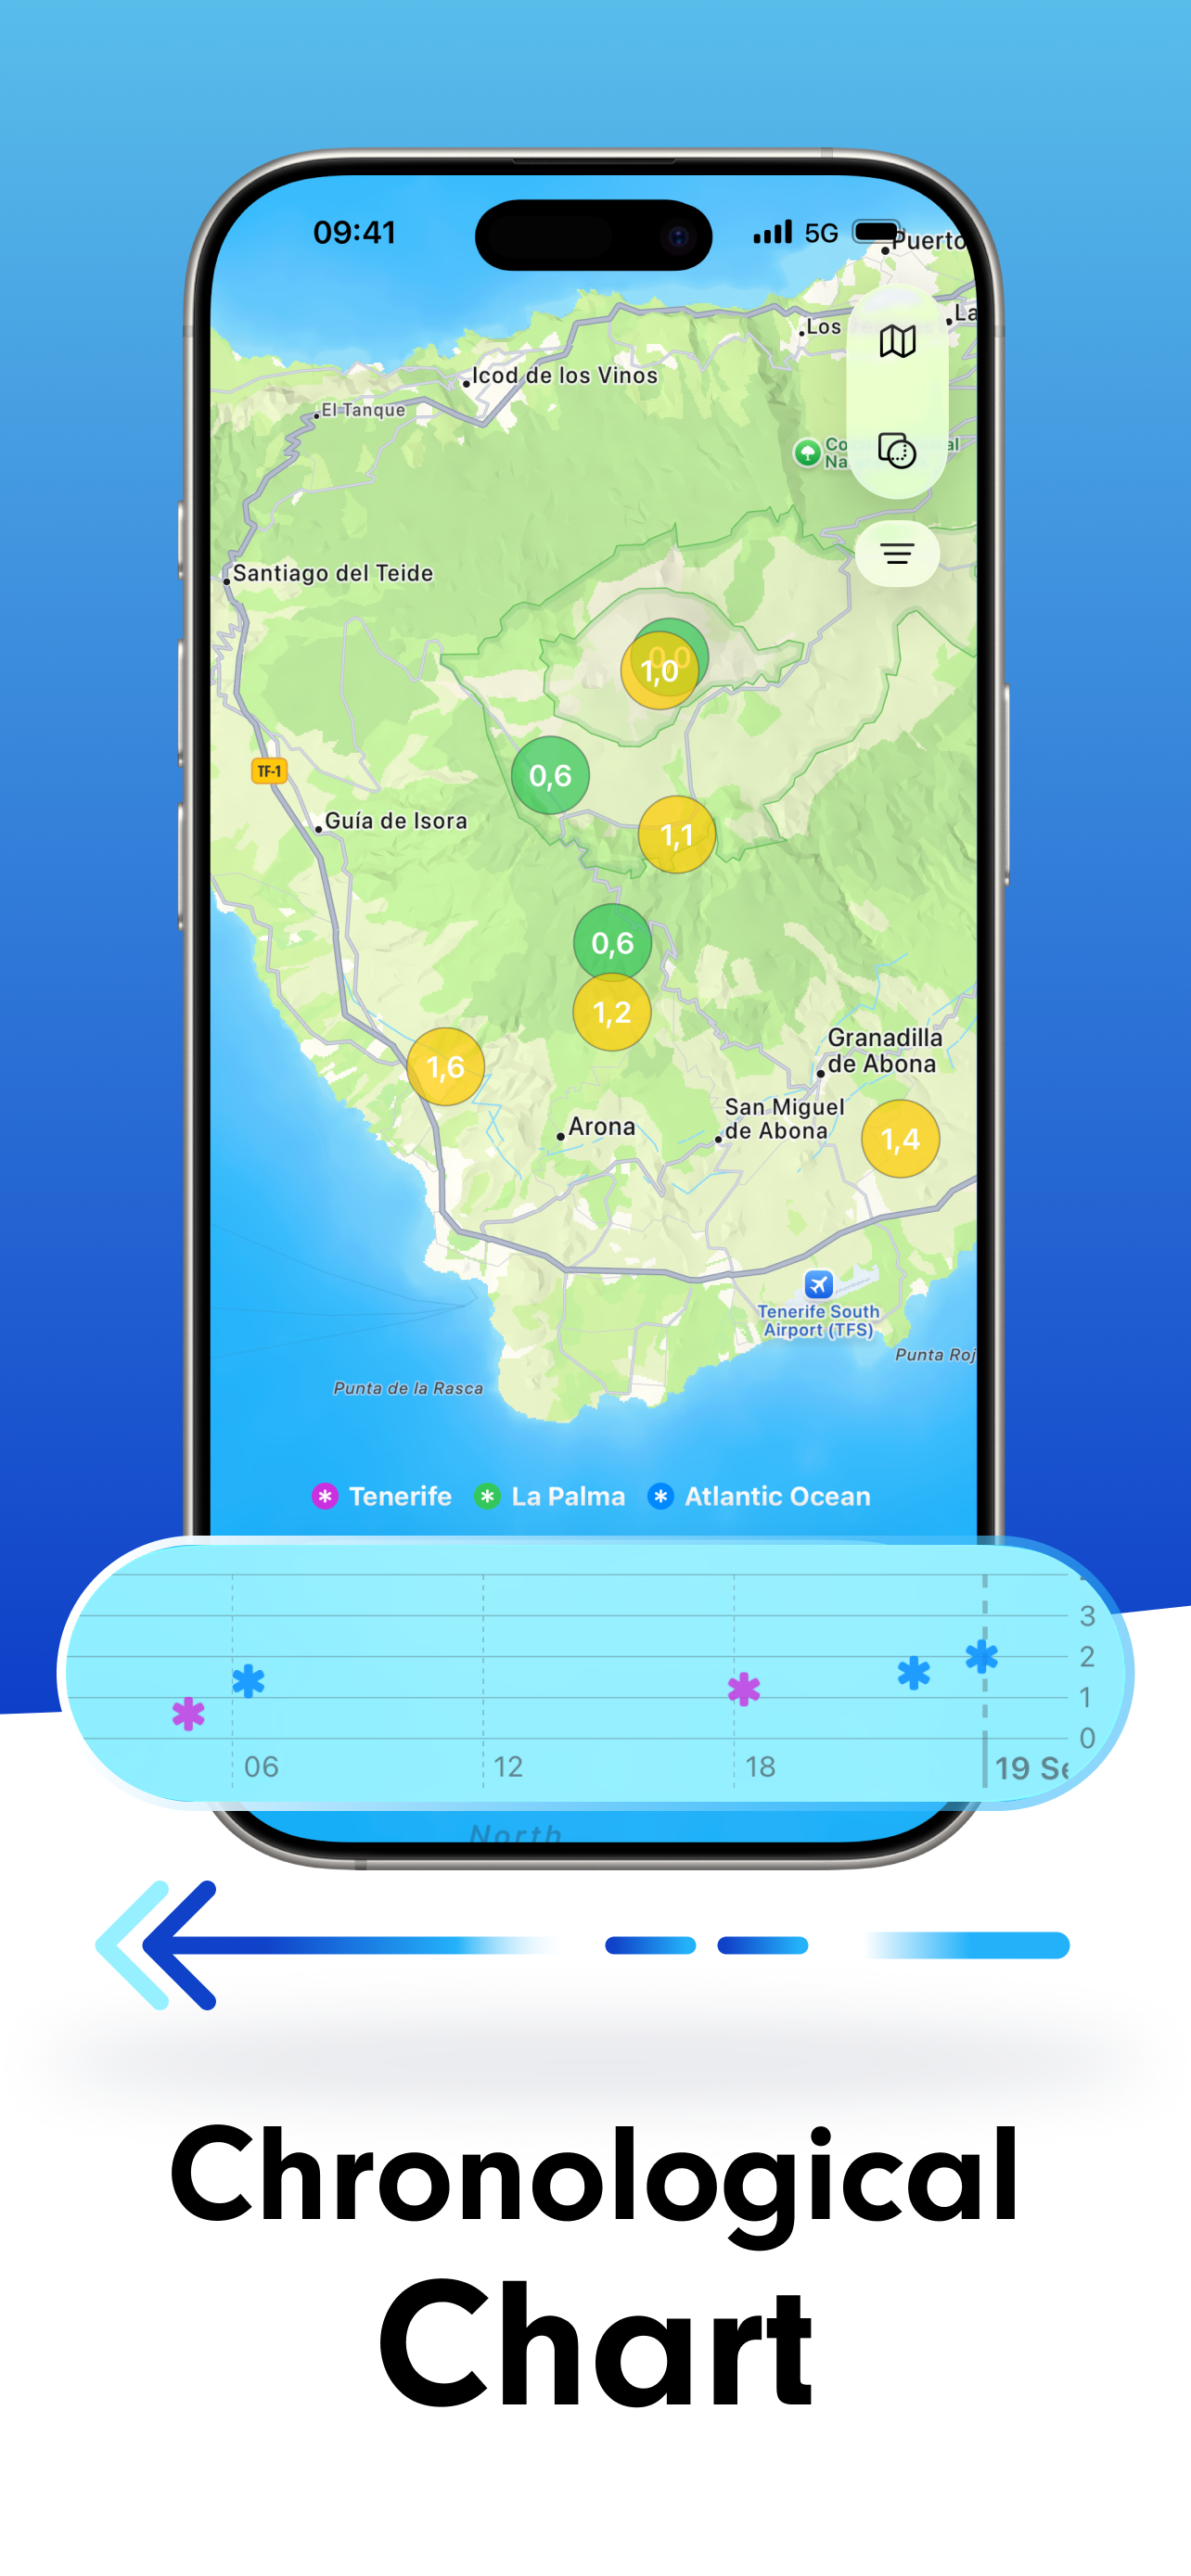 09:41
5G
Puerto
La
Los
Icod de los Vinos
El Tanque
Santiago del Teide
0,0
1,0
TF-1
0,6
Guía de Isora
1,1
0,6
1,2
Granadilla
de Abona
1,6
San Miguel
de Abona
Arona
1,4
Tenerife South
Airport (TFS)
Punta Roj
Punta de la Rasca
Tenerife
La Palma
Atlantic Ocean
3
2
1
0
06
12
18
19 Se
North
Chronological
Chart